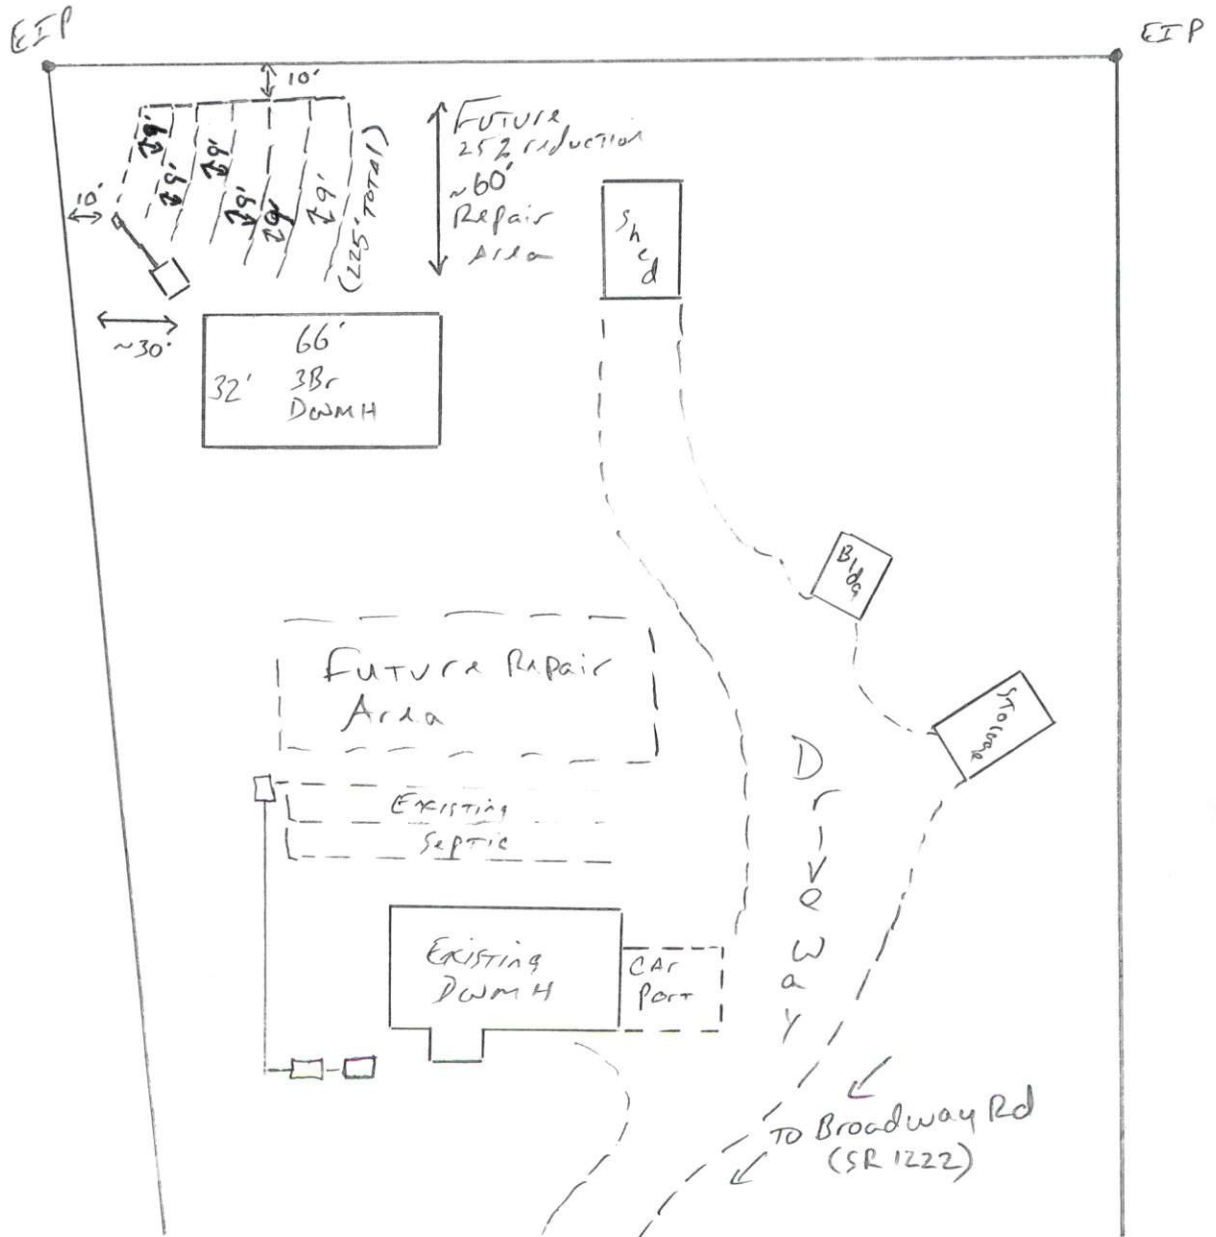 EIP
EIP
10'
Future
25% reduction
~60'
Repair
Area
9'
9'
9'
9'
9'
9'
(225' TOTAL)
10'
~30'
Shed
66'
32'
3Br
DWMH
Bldg
Storage
Future Repair
Area
Existing
Septic
Driveway
Existing
DWMH
CAr
Port
To Broadway Rd
(SR 1222)